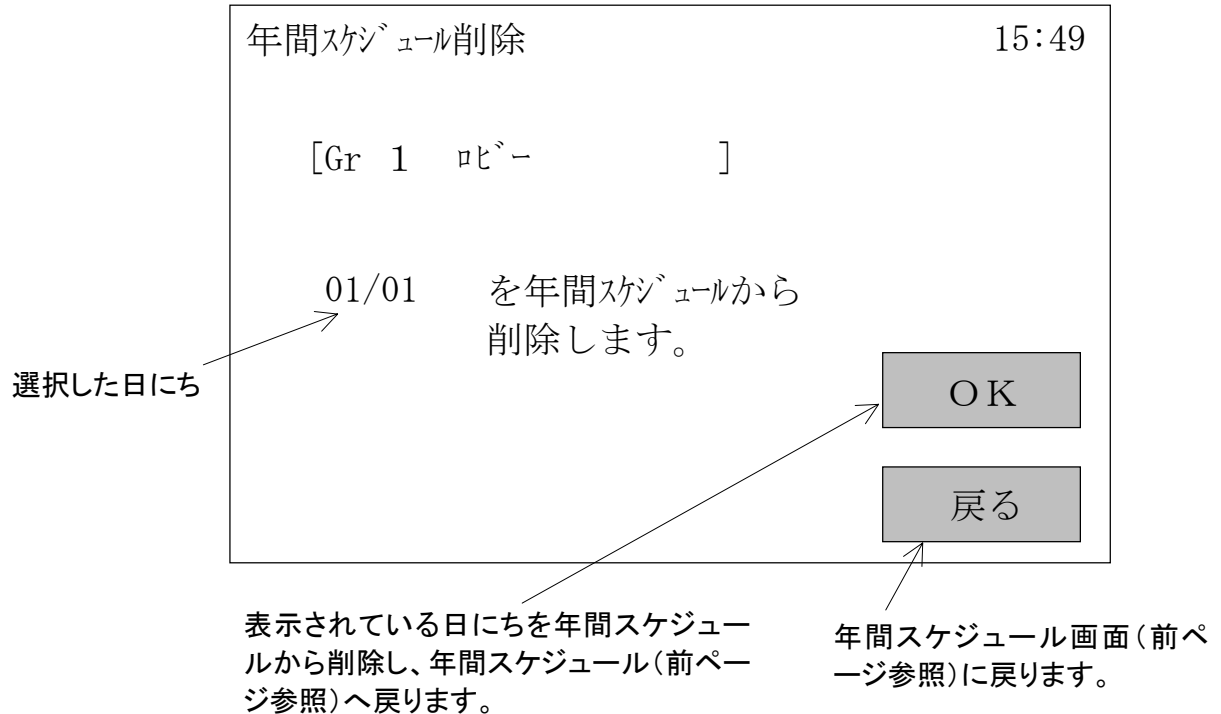 年間ｽｹｼﾞｭｰﾙ削除 15:49
[Gr 1 ﾛﾋﾞｰ ]
01/01 を年間ｽｹｼﾞｭｰﾙから
削除します。
選択した日にち
ＯＫ
戻る
表示されている日にちを年間スケジュー
ルから削除し、年間スケジュール（前ペー
ジ参照）へ戻ります。
年間スケジュール画面（前ペ
ージ参照）に戻ります。